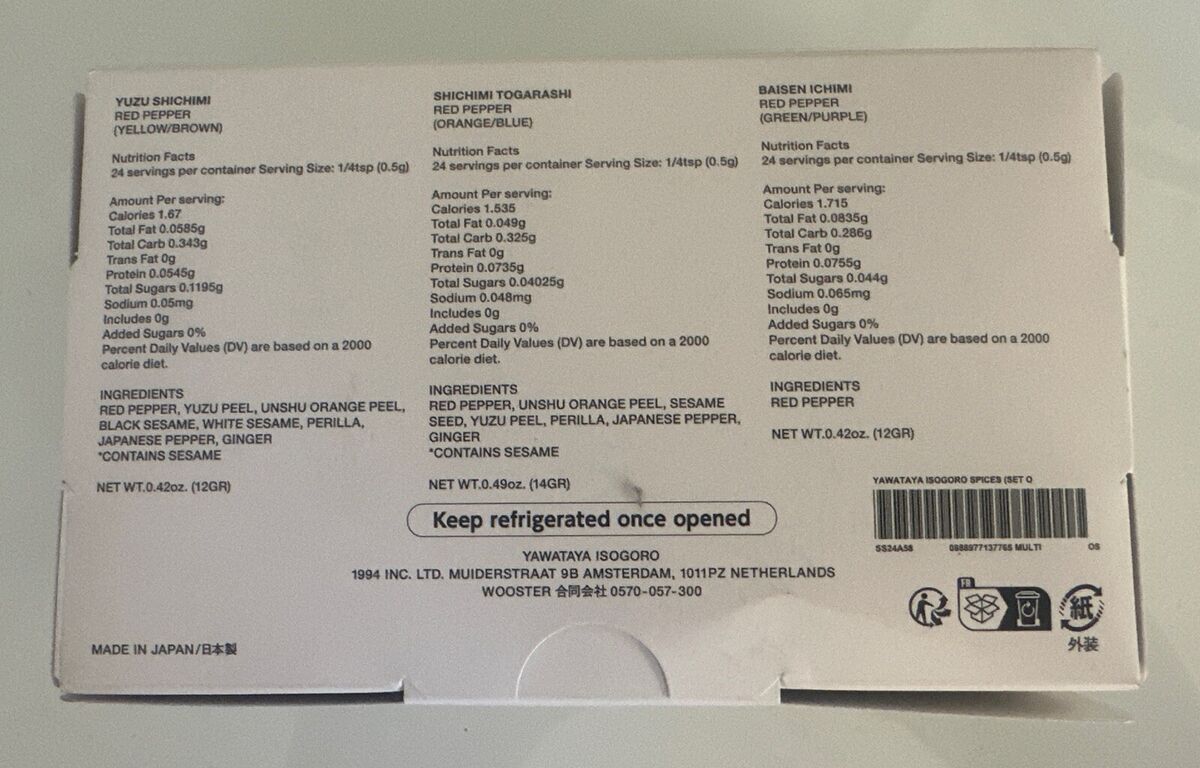 YUZU SHICHIMI
RED PEPPER
(YELLOW/BROWN)
Nutrition Facts
24 servings per container Serving Size: 1/4tsp (0.5g)
Amount Per serving:
Calories 1.67
Total Fat 0.0585g
Total Carb 0.343g
Trans Fat 0g
Protein 0.0545g
Total Sugars 0.1195g
Sodium 0.05mg
Includes 0g
Added Sugars 0%
Percent Daily Values (DV) are based on a 2000
calorie diet.
INGREDIENTS
RED PEPPER, YUZU PEEL, UNSHU ORANGE PEEL,
BLACK SESAME, WHITE SESAME, PERILLA,
JAPANESE PEPPER, GINGER
*CONTAINS SESAME
NET WT.0.42oz. (12GR)
SHICHIMI TOGARASHI
RED PEPPER
(ORANGE/BLUE)
Nutrition Facts
24 servings per container Serving Size: 1/4tsp (0.5g)
Amount Per serving:
Calories 1.535
Total Fat 0.049g
Total Carb 0.325g
Trans Fat 0g
Protein 0.0735g
Total Sugars 0.04025g
Sodium 0.048mg
Includes 0g
Added Sugars 0%
Percent Daily Values (DV) are based on a 2000
calorie diet.
INGREDIENTS
RED PEPPER, UNSHU ORANGE PEEL, SESAME
SEED, YUZU PEEL, PERILLA, JAPANESE PEPPER,
GINGER
*CONTAINS SESAME
NET WT.0.49oz. (14GR)
BAISEN ICHIMI
RED PEPPER
(GREEN/PURPLE)
Nutrition Facts
24 servings per container Serving Size: 1/4tsp (0.5g)
Amount Per serving:
Calories 1.715
Total Fat 0.0835g
Total Carb 0.286g
Trans Fat 0g
Protein 0.0755g
Total Sugars 0.044g
Sodium 0.065mg
Includes 0g
Added Sugars 0%
Percent Daily Values (DV) are based on a 2000
calorie diet.
INGREDIENTS
RED PEPPER
NET WT.0.42oz. (12GR)
YAWATAYA ISOGORO SPICES (SET O
SS24A58 0888977137765 MULTI OS
Keep refrigerated once opened
YAWATAYA ISOGORO
1994 INC. LTD. MUIDERSTRAAT 9B AMSTERDAM, 1011PZ NETHERLANDS
WOOSTER 合同会社 0570-057-300
FR
紙
外装
MADE IN JAPAN/日本製